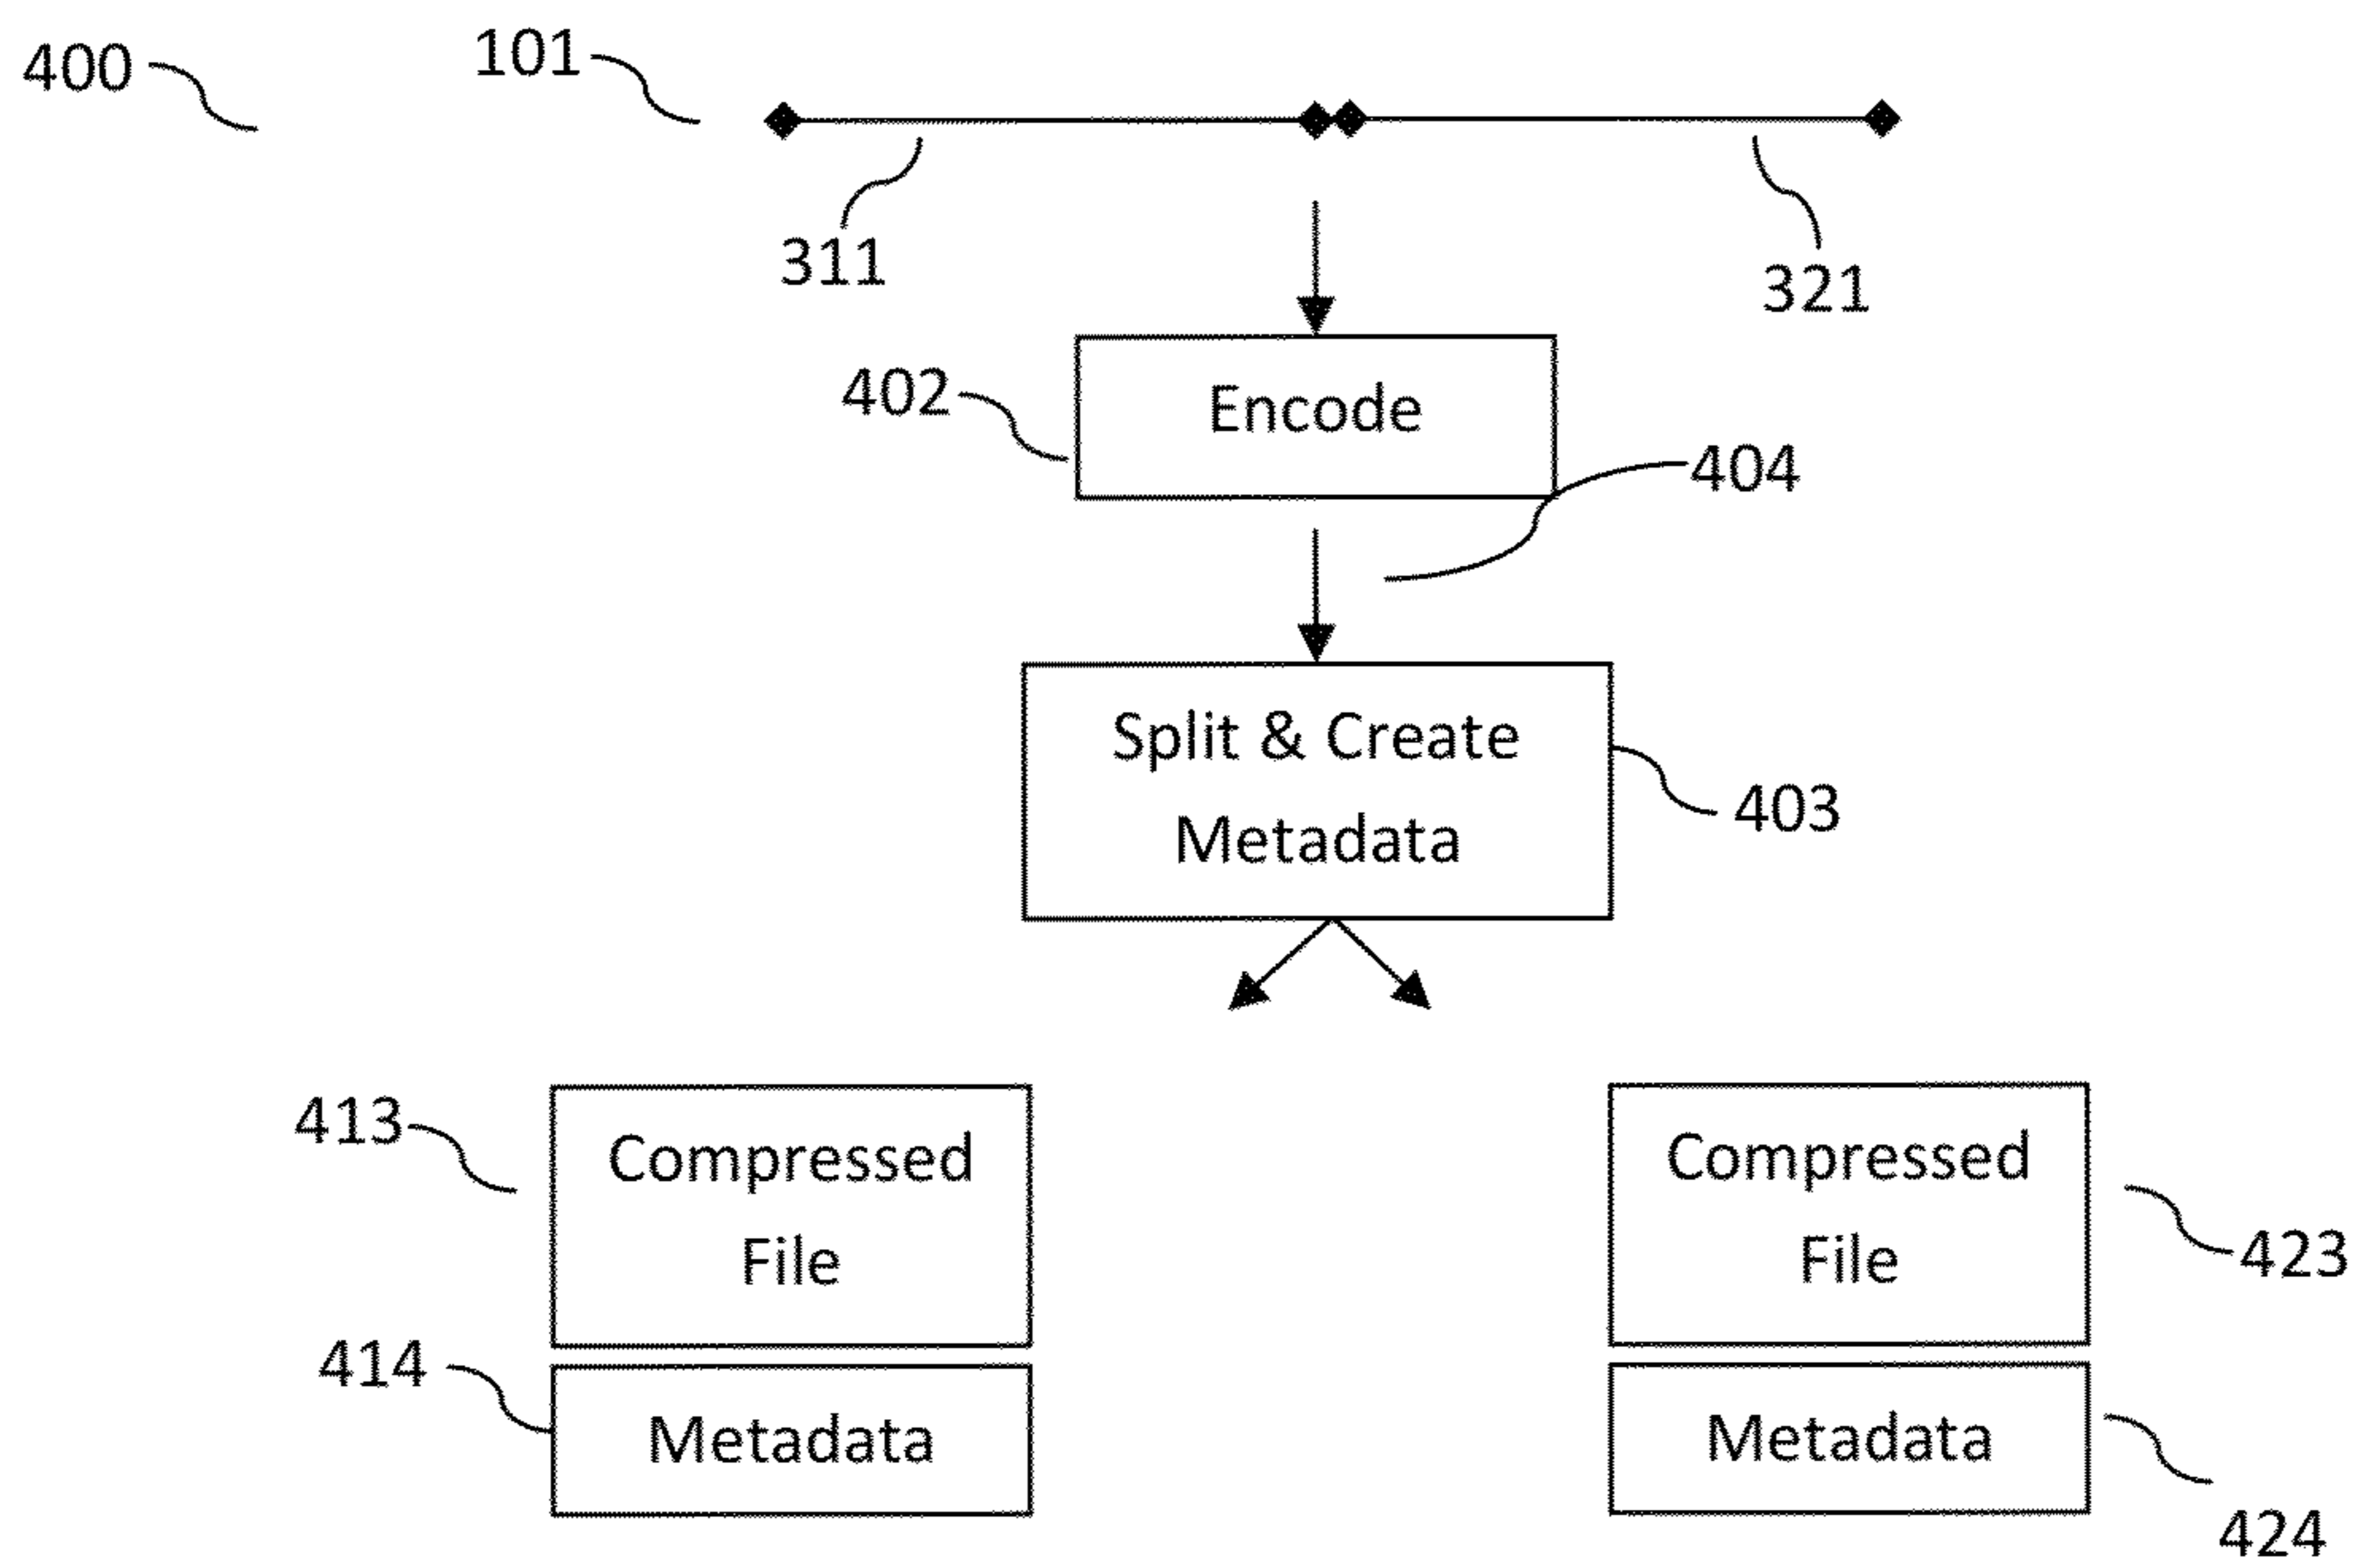 400
101
311
321
402
Encode
404
Split & Create
Metadata
403
413
Compressed
File
Compressed
File
423
414
Metadata
Metadata
424